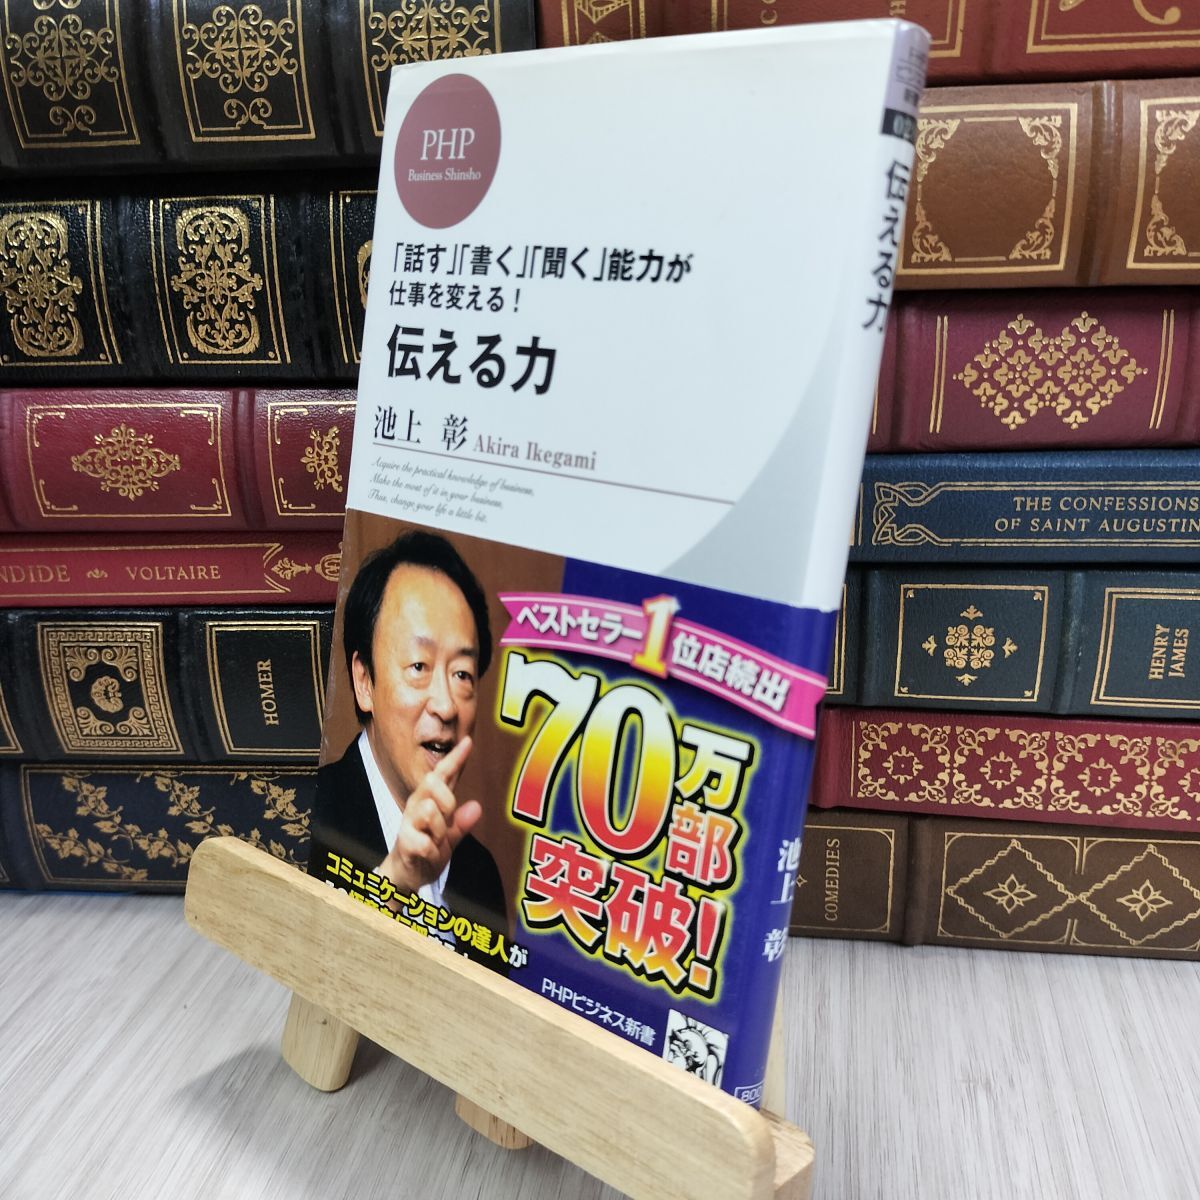 PHP
Business Shinsho
「話す」「書く」「聞く」能力が
仕事を変える!
伝える力
池上 彰 Akira Ikegami
Acquire the practical knowledge of business,
Make the most of it in your business,
Thus, change your life a little bit.
ベストセラー1位店続出
70万部
突破!
コミュニケーションの達人が
PHPビジネス新書
伝える力
池上 彰
THE CONFESSIONS
OF SAINT AUGUSTIN
NDIDE VOLTAIRE
HOMER
HENRY
JAMES
COMEDIES